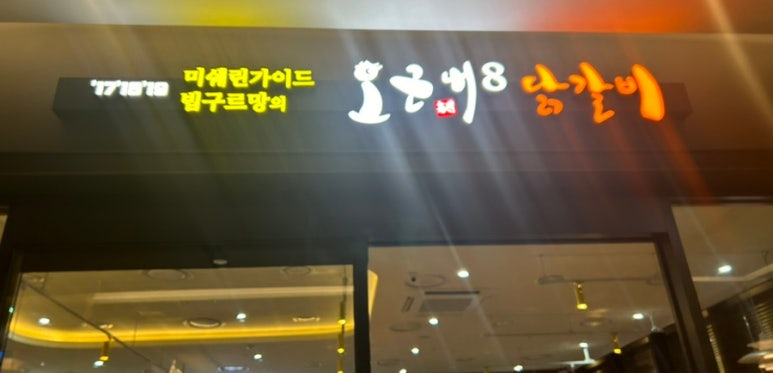 '17'18'19
미쉐린가이드
빕구르망의
오근내8 닭갈비